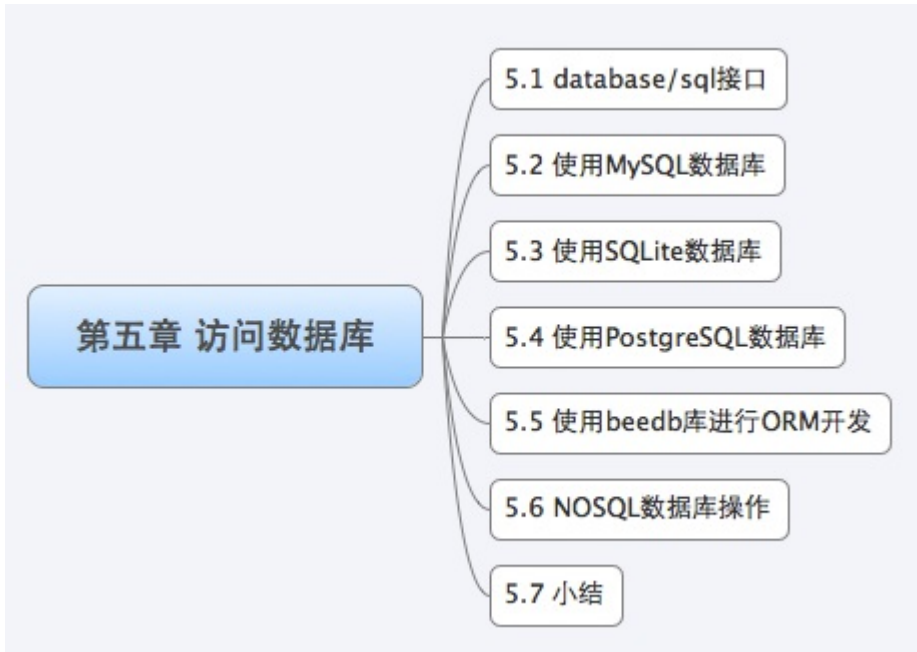 第五章 访问数据库
5.1 database/sql接口
5.2 使用MySQL数据库
5.3 使用SQLite数据库
5.4 使用PostgreSQL数据库
5.5 使用beedb库进行ORM开发
5.6 NOSQL数据库操作
5.7 小结